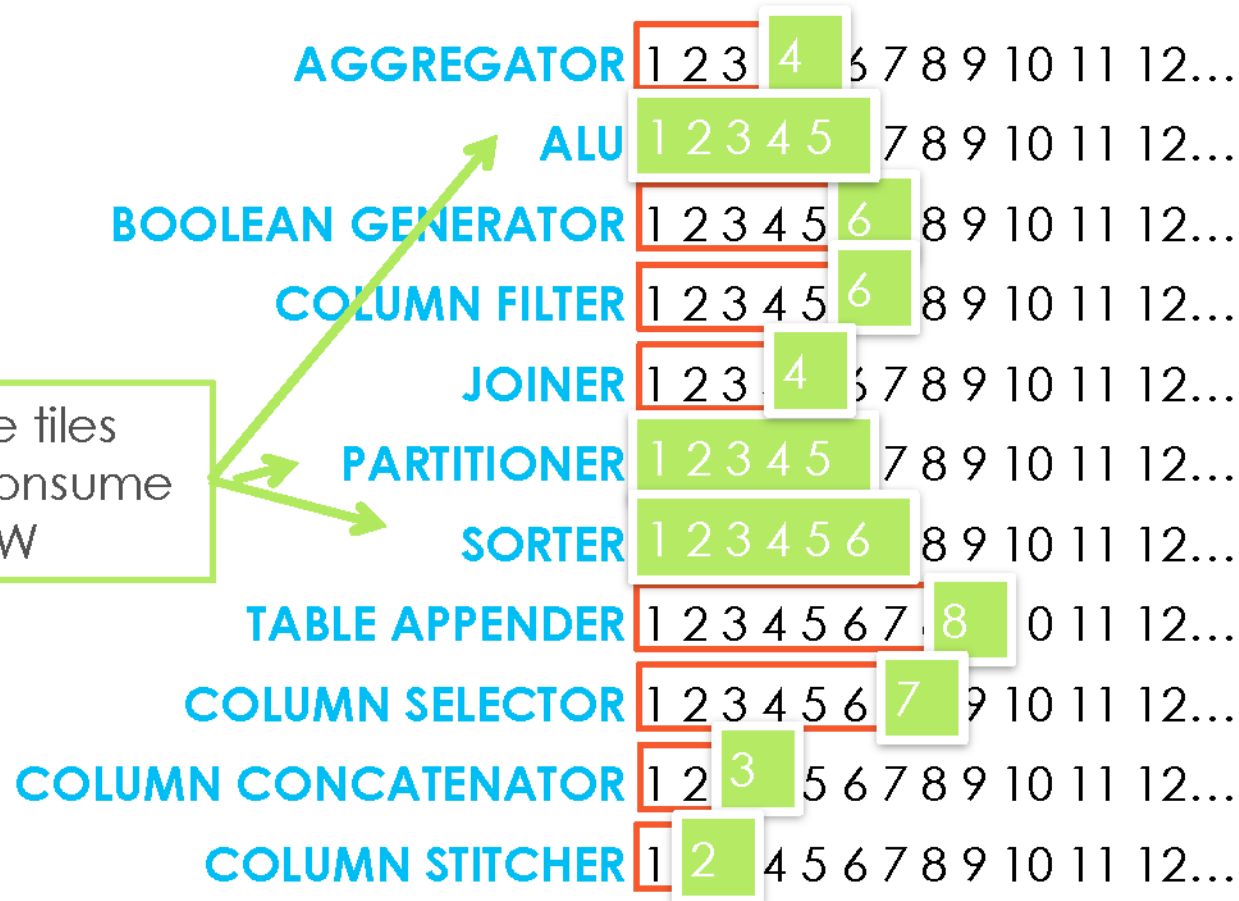 AGGREGATOR 1 2 3 4 6 7 8 9 10 11 12...
ALU 1 2 3 4 5 7 8 9 10 11 12...
BOOLEAN GENERATOR 1 2 3 4 5 6 8 9 10 11 12...
COLUMN FILTER 1 2 3 4 5 6 8 9 10 11 12...
JOINER 1 2 3 4 6 7 8 9 10 11 12...
e tiles
onsume
W
PARTITIONER 1 2 3 4 5 7 8 9 10 11 12...
SORTER 1 2 3 4 5 6 8 9 10 11 12...
TABLE APPENDER 1 2 3 4 5 6 7 8 0 11 12...
COLUMN SELECTOR 1 2 3 4 5 6 7 9 10 11 12...
COLUMN CONCATENATOR 1 2 3 5 6 7 8 9 10 11 12...
COLUMN STITCHER 1 2 4 5 6 7 8 9 10 11 12...